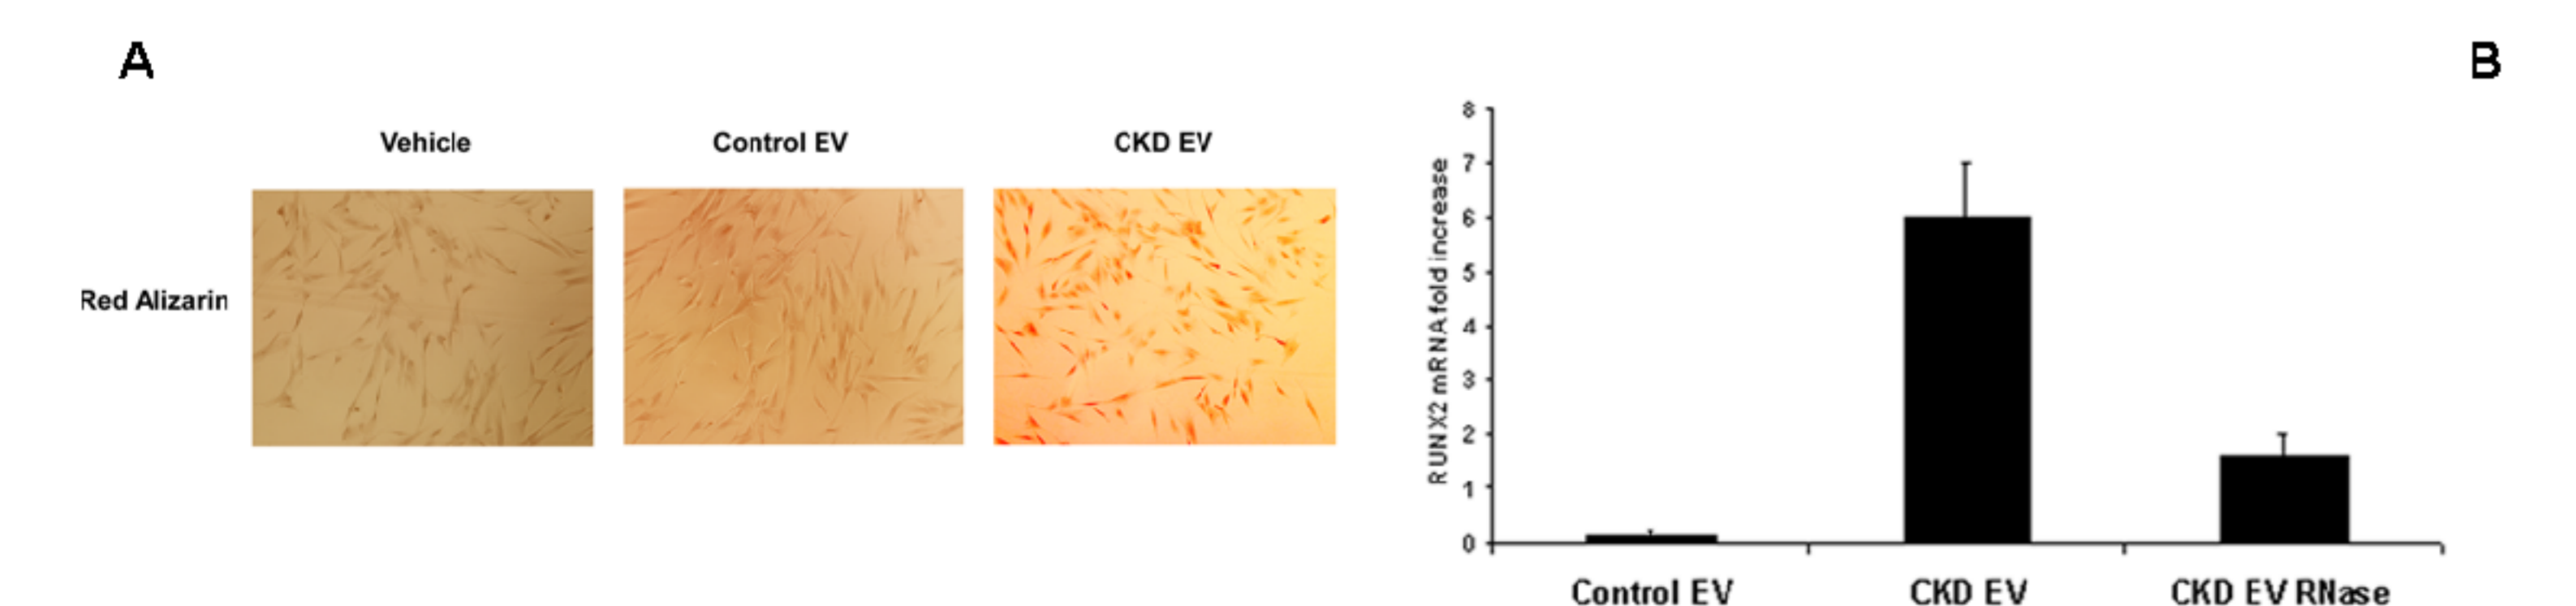 A
B
Vehicle
Control EV
CKD EV
Red Alizarin
RUNX2 mRNA fold increase
8
7
6
5
4
3
2
1
0
Control EV
CKD EV
CKD EV RNase